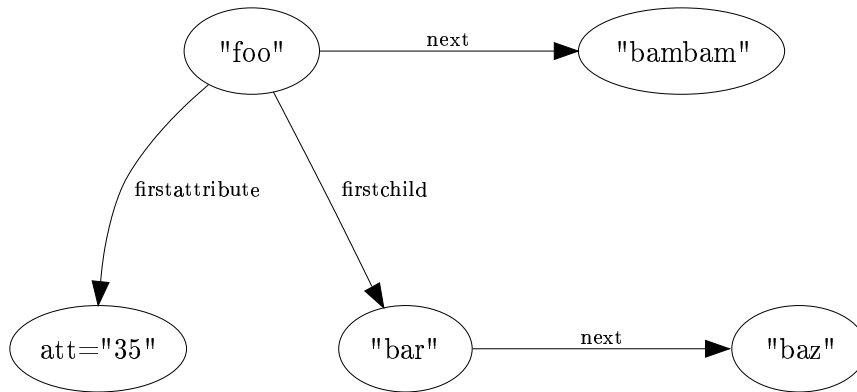 "foo"
next
"bambam"
firstattribute
firstchild
att="35"
"bar"
next
"baz"